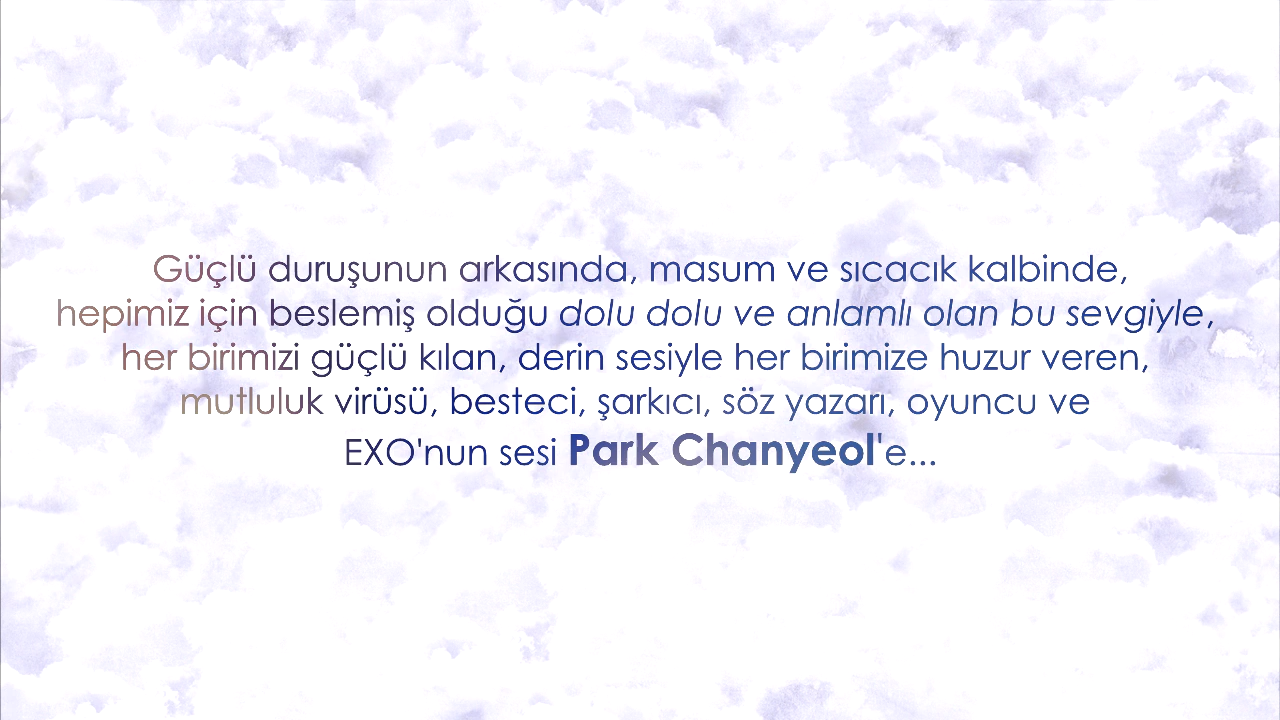 Güçlü duruşunun arkasında, masum ve sıcacık kalbinde,
hepimiz için beslemiş olduğu dolu dolu ve anlamlı olan bu sevgiyle,
her birimizi güçlü kılan, derin sesiyle her birimize huzur veren,
mutluluk virüsü, besteci, şarkıcı, söz yazarı, oyuncu ve
EXO'nun sesi Park Chanyeol'e...